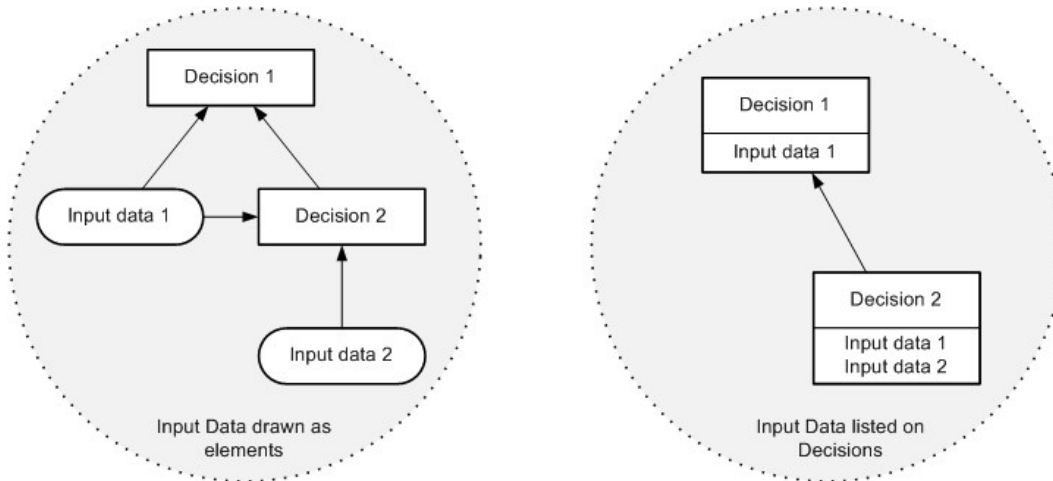 Decision 1
Input data 1
Decision 2
Input data 2
Input Data drawn as
elements
Decision 1
Input data 1
Decision 2
Input data 1
Input data 2
Input Data listed on
Decisions